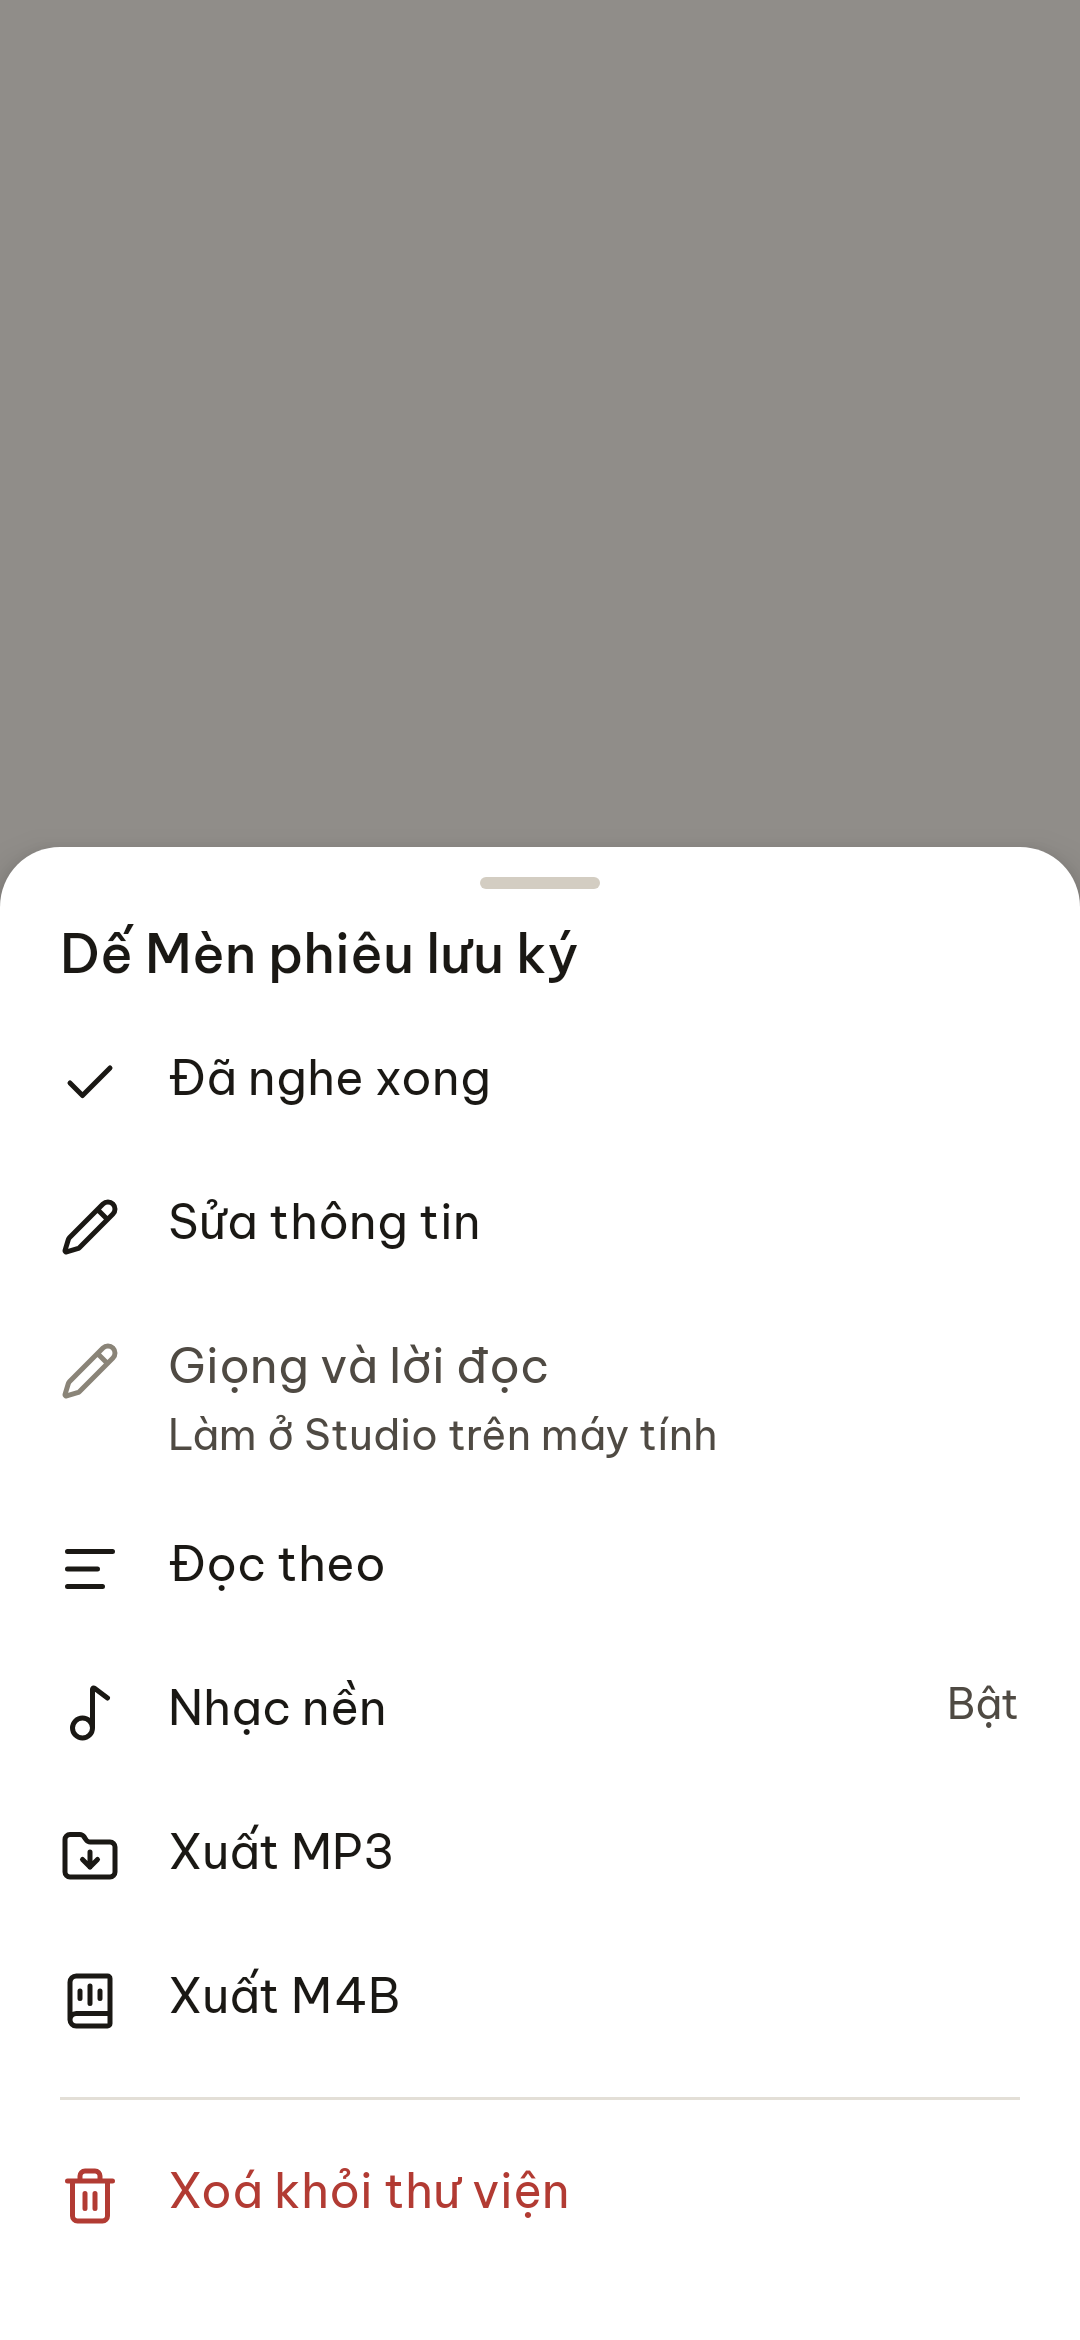 Dế Mèn phiêu lưu ký
Đã nghe xong
Sửa thông tin
Giọng và lời đọc
Làm ở Studio trên máy tính
Đọc theo
Nhạc nền
Bật
Xuất MP3
Xuất M4B
Xoá khỏi thư viện